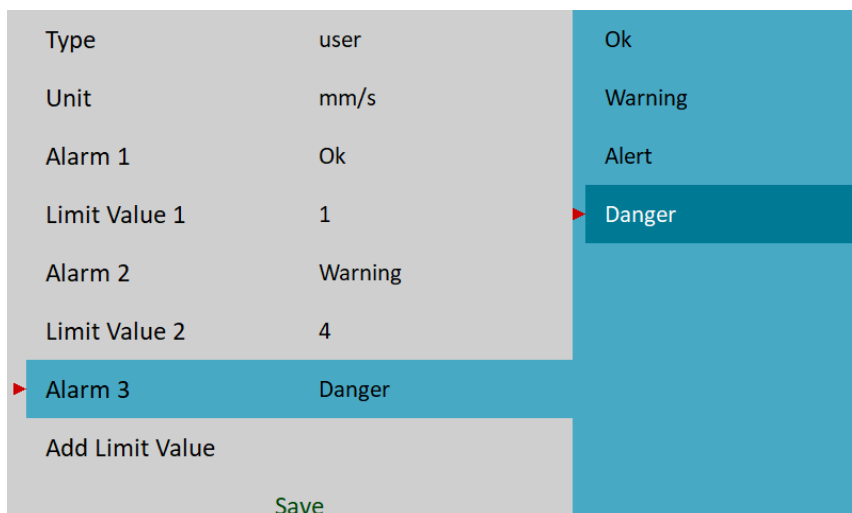 Type user
Unit mm/s
Alarm 1 Ok
Limit Value 1 1
Alarm 2 Warning
Limit Value 2 4
Alarm 3 Danger
Add Limit Value
Save
Ok
Warning
Alert
Danger